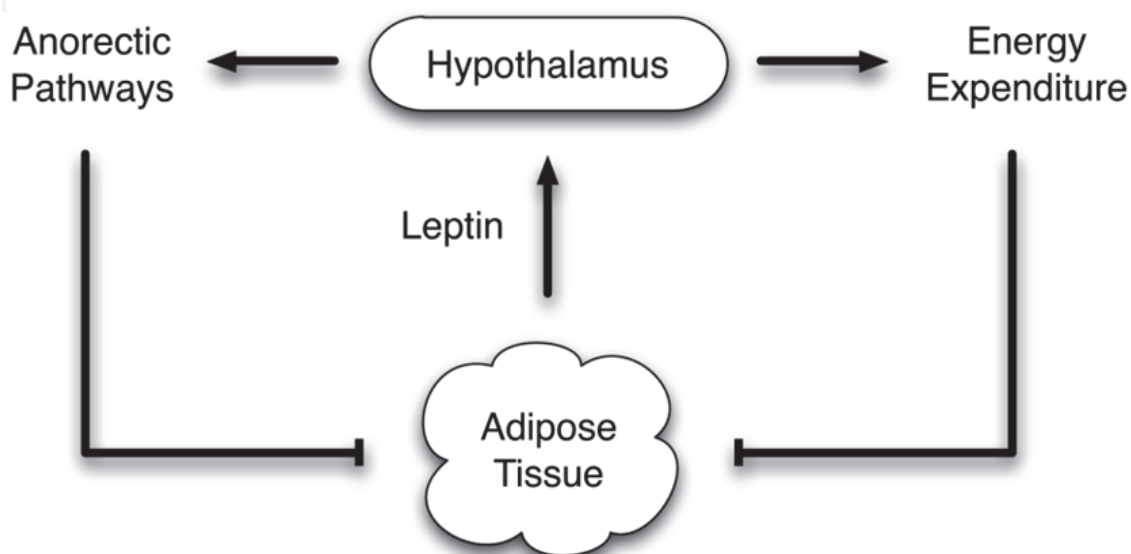 Anorectic
Pathways
Hypothalamus
Energy
Expenditure
Leptin
Adipose
Tissue